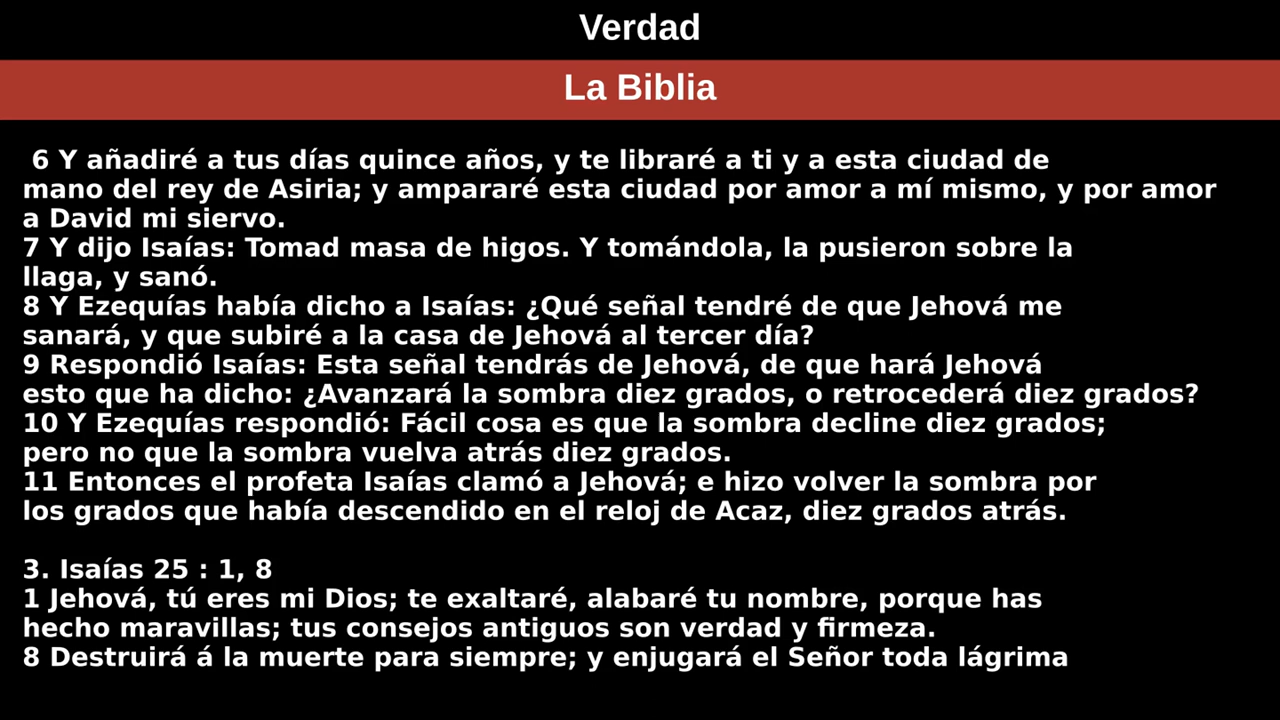 Verdad
La Biblia
6 Y añadiré a tus días quince años, y te libraré a ti y a esta ciudad de
mano del rey de Asiria; y ampararé esta ciudad por amor a mí mismo, y por amor
a David mi siervo.
7 Y dijo Isaías: Tomad masa de higos. Y tomándola, la pusieron sobre la
llaga, y sanó.
8 Y Ezequías había dicho a Isaías: ¿Qué señal tendré de que Jehová me
sanará, y que subiré a la casa de Jehová al tercer día?
9 Respondió Isaías: Esta señal tendrás de Jehová, de que hará Jehová
esto que ha dicho: ¿Avanzará la sombra diez grados, o retrocederá diez grados?
10 Y Ezequías respondió: Fácil cosa es que la sombra decline diez grados;
pero no que la sombra vuelva atrás diez grados.
11 Entonces el profeta Isaías clamó a Jehová; e hizo volver la sombra por
los grados que había descendido en el reloj de Acaz, diez grados atrás.
3. Isaías 25 : 1, 8
1 Jehová, tú eres mi Dios; te exaltaré, alabaré tu nombre, porque has
hecho maravillas; tus consejos antiguos son verdad y firmeza.
8 Destruirá á la muerte para siempre; y enjugará el Señor toda lágrima